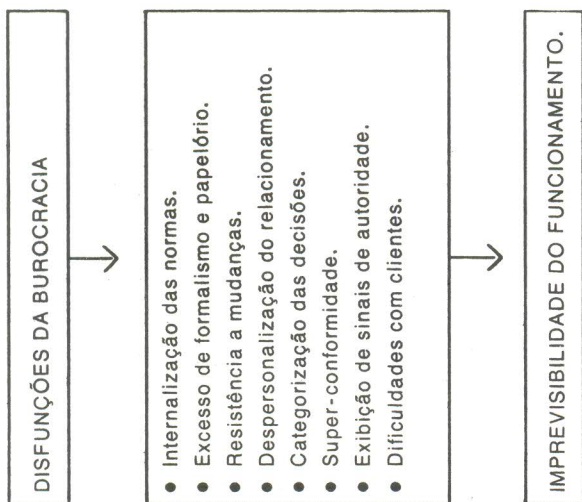 DISFUNÇÕES DA BUROCRACIA
• Internalização das normas.
• Excesso de formalismo e papelório.
• Resistência a mudanças.
• Despersonalização do relacionamento.
• Categorização das decisões.
• Super-conformidade.
• Exibição de sinais de autoridade.
• Dificuldades com clientes.
IMPREVISIBILIDADE DO FUNCIONAMENTO.